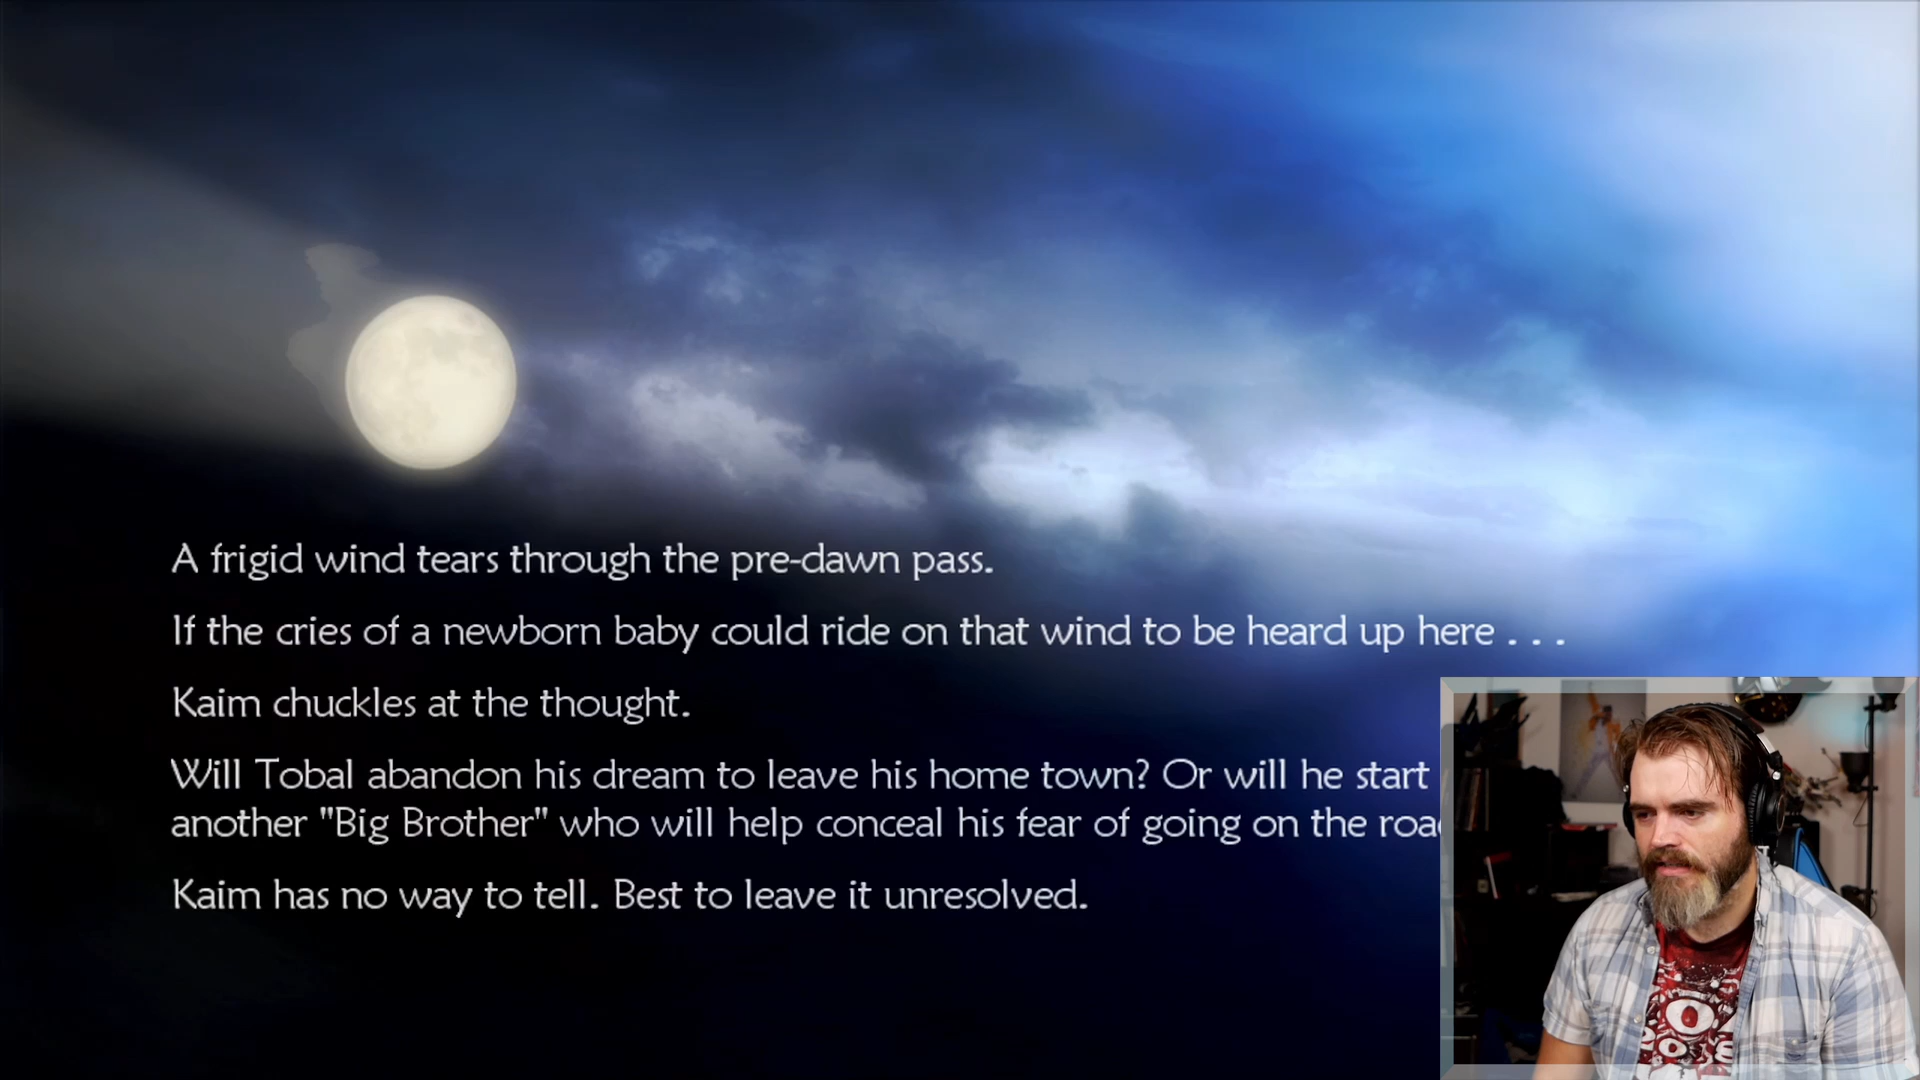 A frigid wind tears through the pre-dawn pass.
If the cries of a newborn baby could ride on that wind to be heard up here . . .
Kaim chuckles at the thought.
Will Tobal abandon his dream to leave his home town? Or will he start
another "Big Brother" who will help conceal his fear of going on the
Kaim has no way to tell. Best to leave it unresolved.